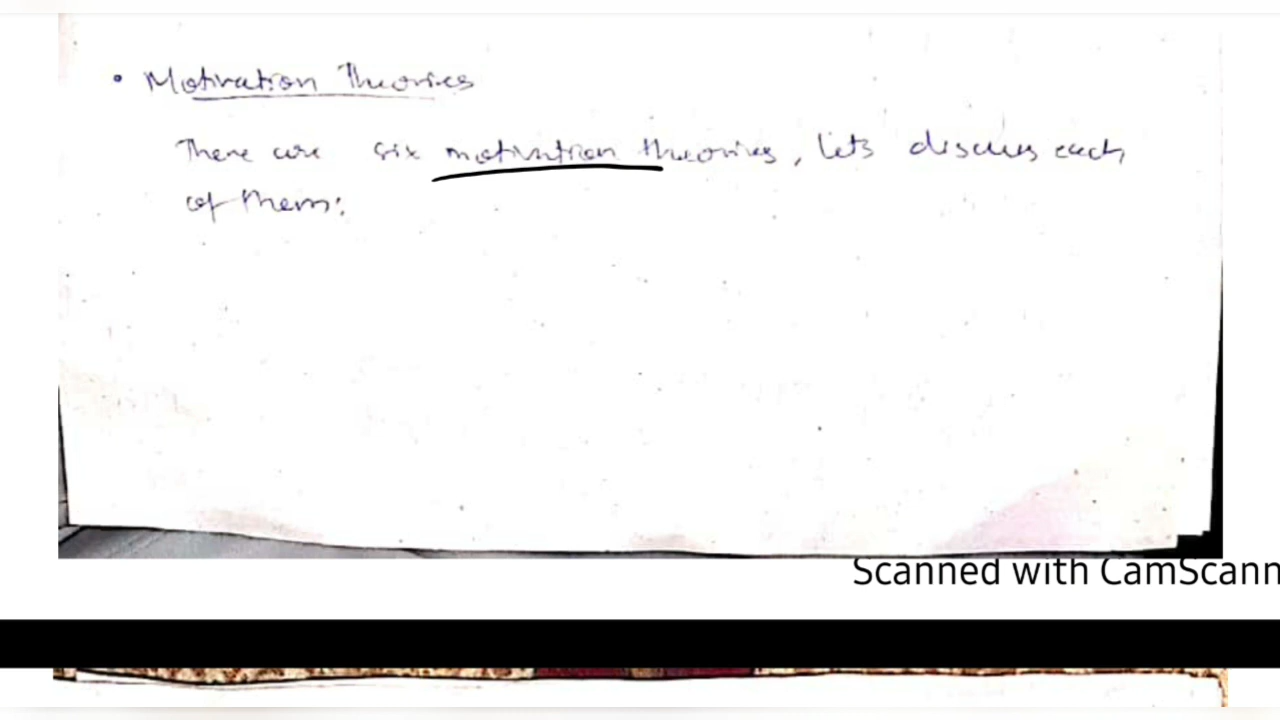 • Motivation Theories
There are six motivation theories, lets discuss each
of them:
Scanned with CamScann